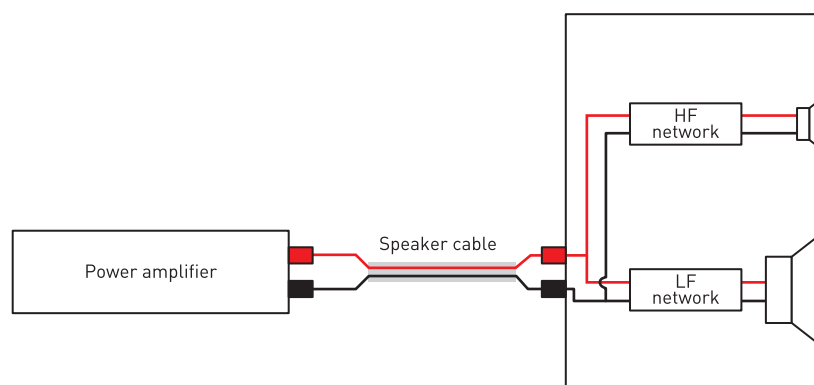 HF
network
Speaker cable
Power amplifier
LF
network